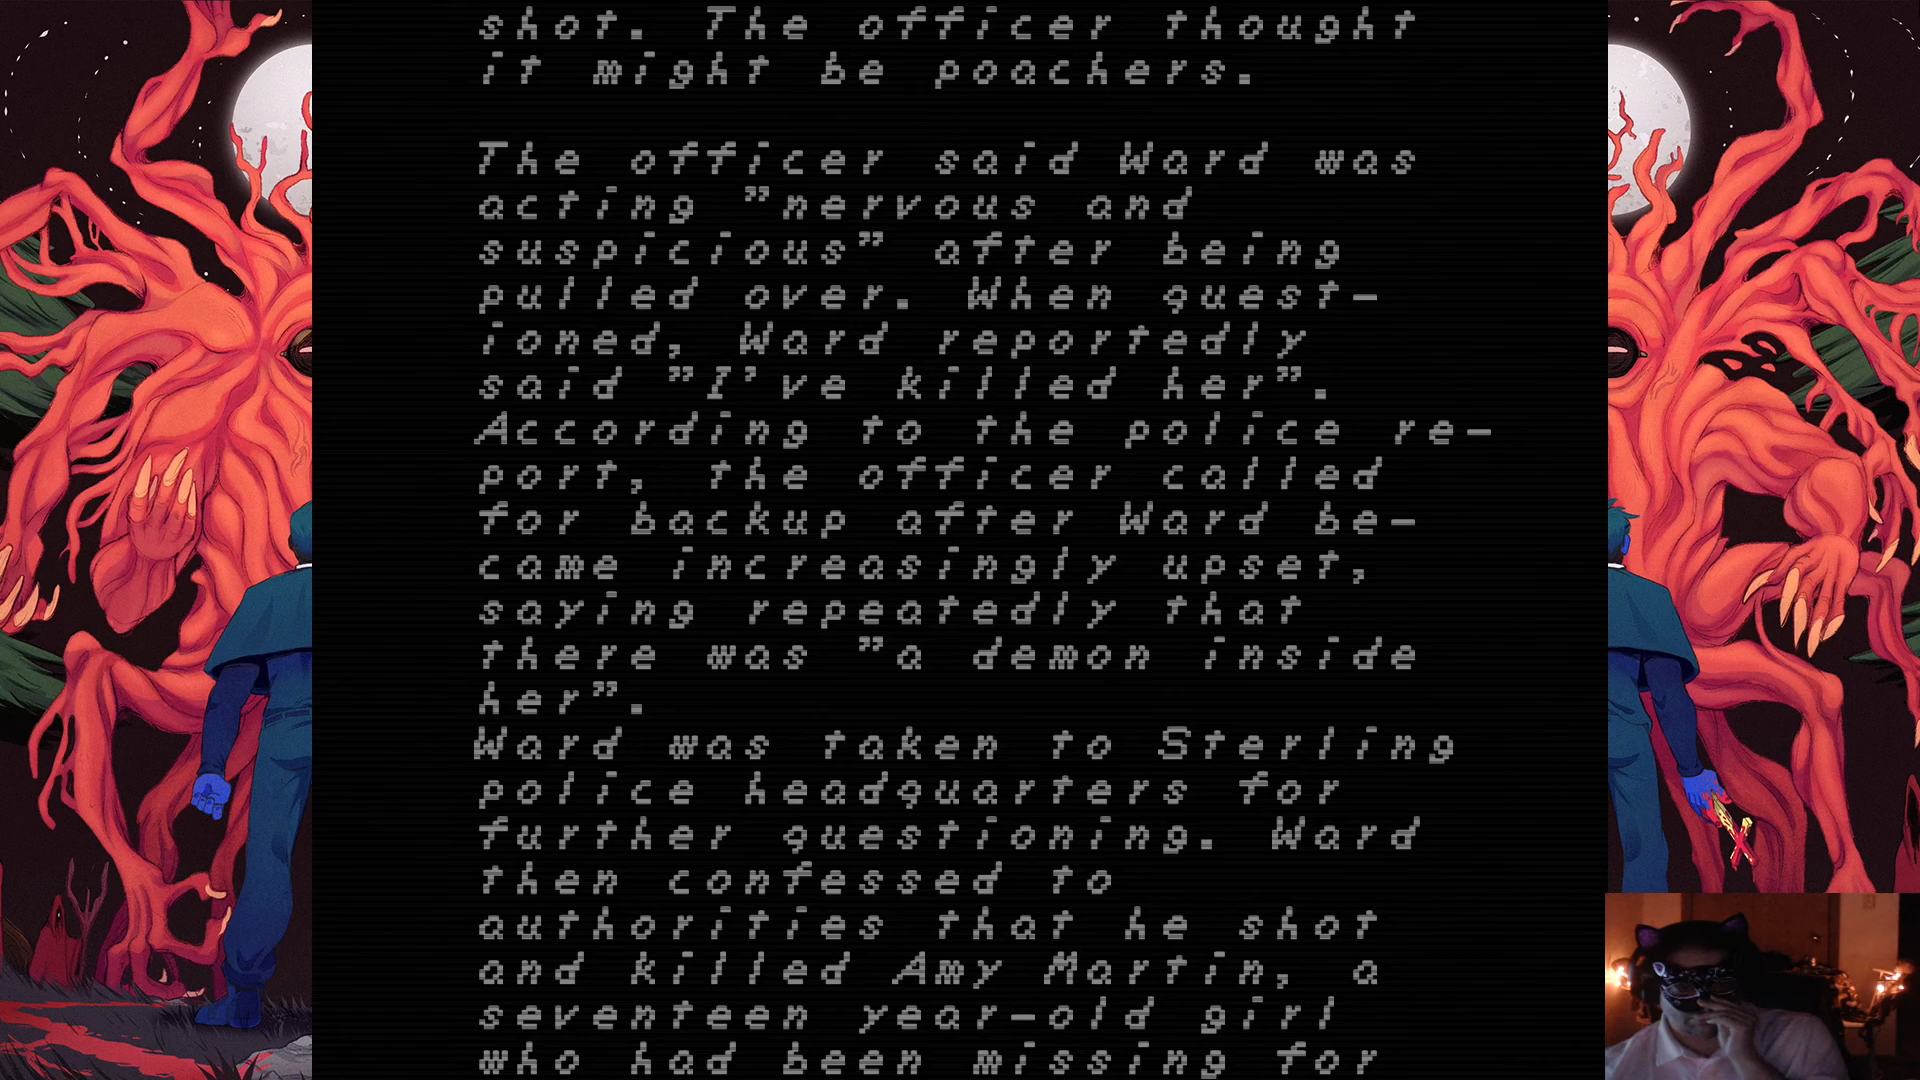 shot. The officer thought
it might be poachers.
The officer said Ward was
acting "nervous and
suspicious" after being
pulled over. When quest-
ioned, Ward reportedly
said "I've killed her".
According to the police re-
port, the officer called
for backup after Ward be-
came increasingly upset,
saying repeatedly that
there was "a demon inside
her".
Ward was taken to Sterling
police headquarters for
further questioning. Ward
then confessed to
authorities that he shot
and killed Amy Martin, a
seventeen year-old girl
who had been missing for